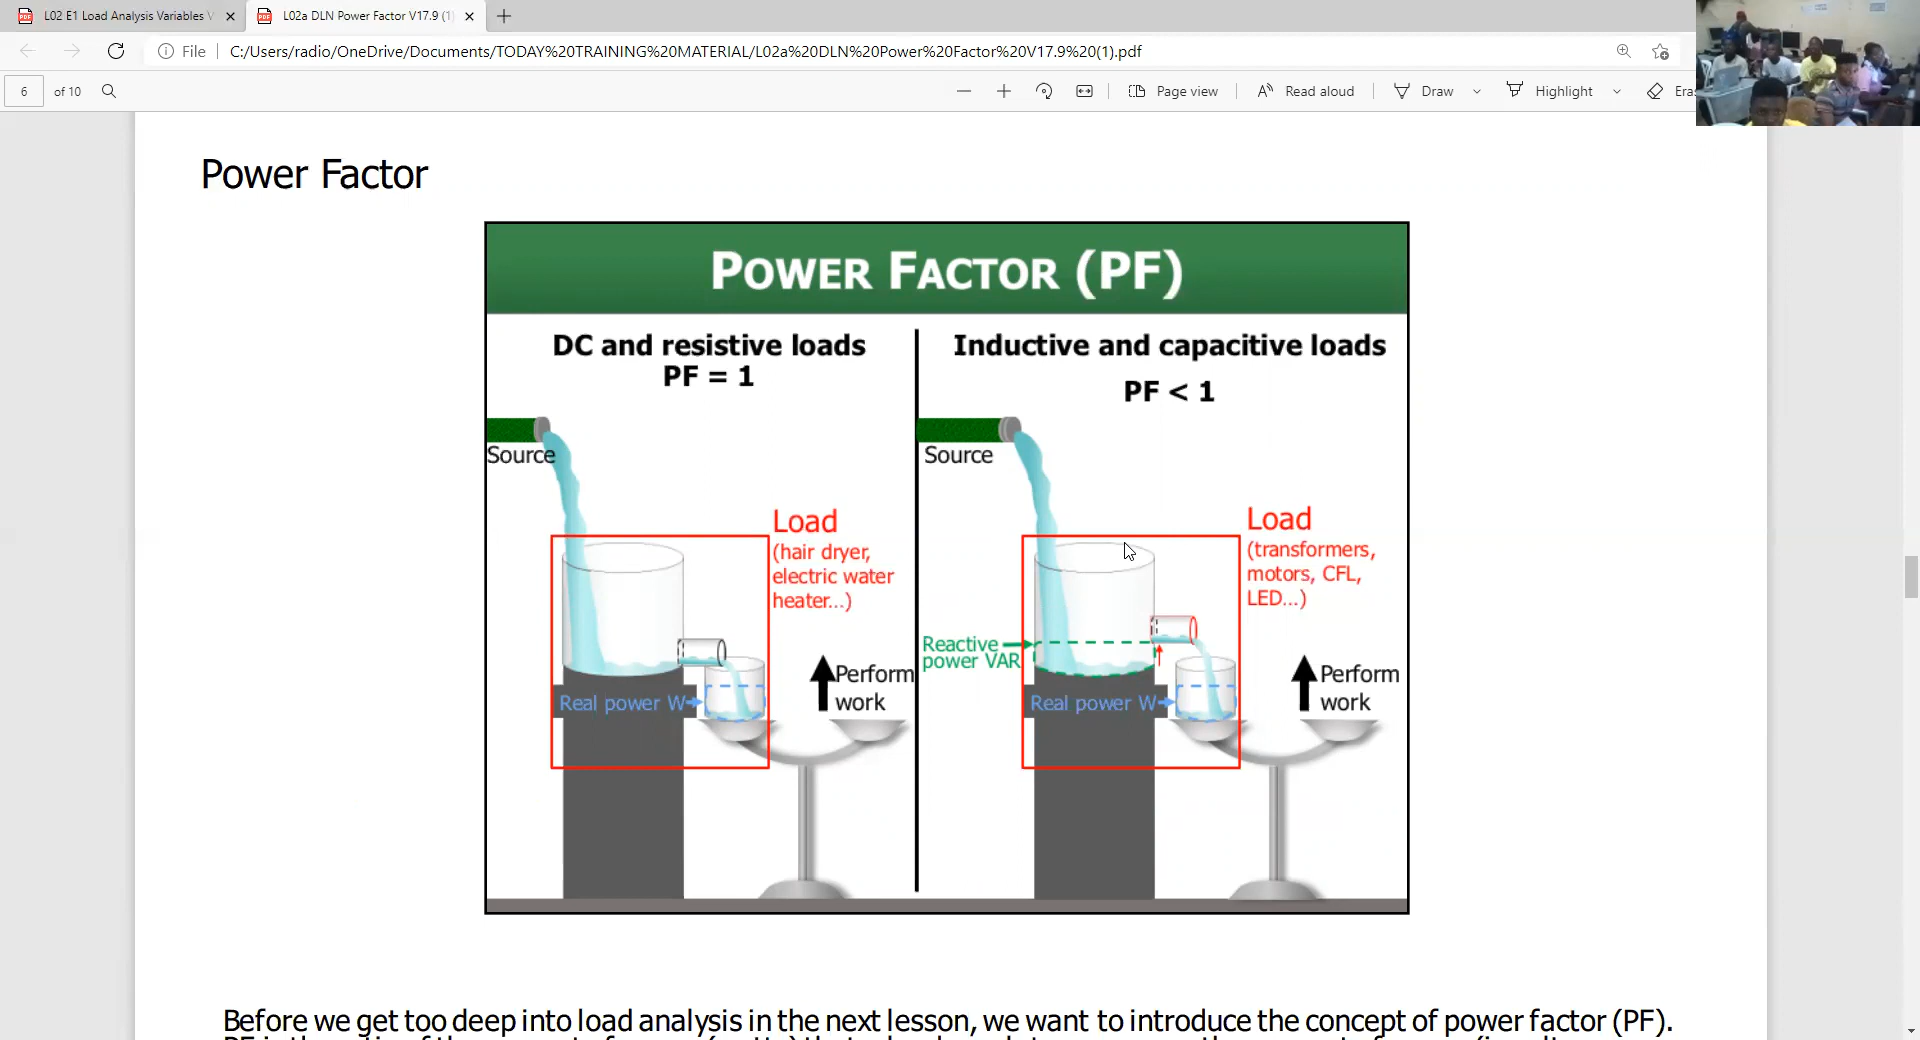 L02 E1 Load Analysis Variables V
L02a DLN Power Factor V17.9 (1)
File
C:/Users/radio/OneDrive/Documents/TODAY%20TRAINING%20MATERIAL/L02a%20DLN%20Power%20Factor%20V17.9%20(1).pdf
6 of 10
Page view
Read aloud
Draw
Highlight
Eras
Power Factor
POWER FACTOR (PF)
DC and resistive loads
PF = 1
Source
Load
(hair dryer,
electric water
heater...)
Real power W
Perform
work
Inductive and capacitive loads
PF < 1
Source
Load
(transformers,
motors, CFL,
LED...)
Reactive
power VAR
Real power W
Perform
work
Before we get too deep into load analysis in the next lesson, we want to introduce the concept of power factor (PF).